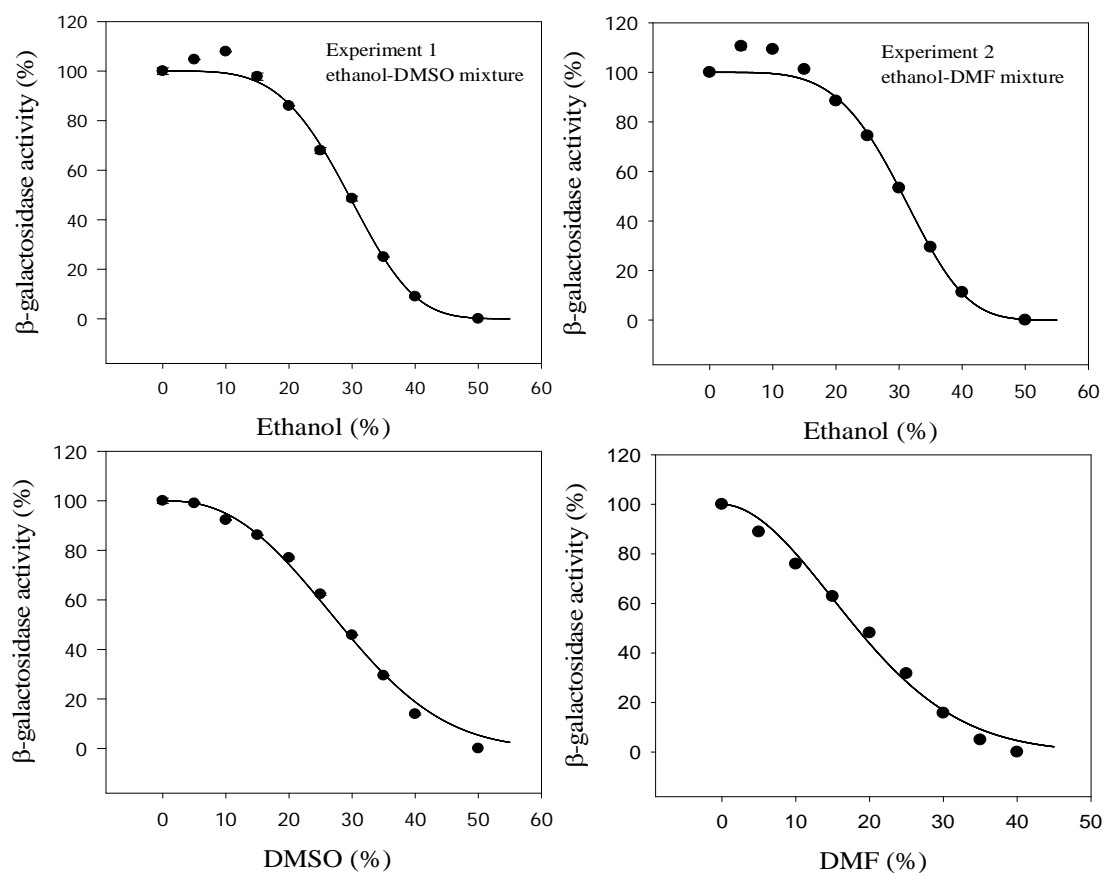 120
100
80
60
40
20
0
β-galactosidase activity (%)
Experiment 1
ethanol-DMSO mixture
0 10 20 30 40 50 60
Ethanol (%)
120
100
80
60
40
20
0
β-galactosidase activity (%)
Experiment 2
ethanol-DMF mixture
0 10 20 30 40 50 60
Ethanol (%)
120
100
80
60
40
20
0
β-galactosidase activity (%)
0 10 20 30 40 50 60
DMSO (%)
120
100
80
60
40
20
0
β-galactosidase activity (%)
0 10 20 30 40 50
DMF (%)